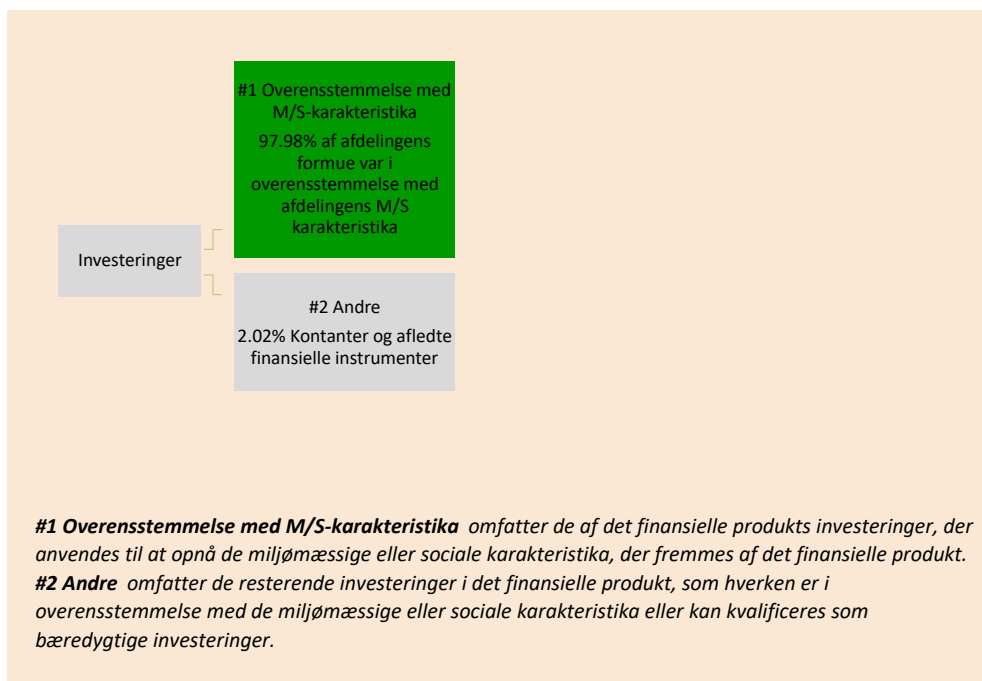 #1 Overensstemmelse med
M/S-karakteristika
97.98% af afdelingens
formue var i
overensstemmelse med
afdelingens M/S
karakteristika
Investeringer
#2 Andre
2.02% Kontanter og afledte
finansielle instrumenter
#1 Overensstemmelse med M/S-karakteristika omfatter de af det finansielle produkts investeringer, der
anvendes til at opnå de miljømæssige eller sociale karakteristika, der fremmes af det finansielle produkt.
#2 Andre omfatter de resterende investeringer i det finansielle produkt, som hverken er i
overensstemmelse med de miljømæssige eller sociale karakteristika eller kan kvalificeres som
bæredygtige investeringer.